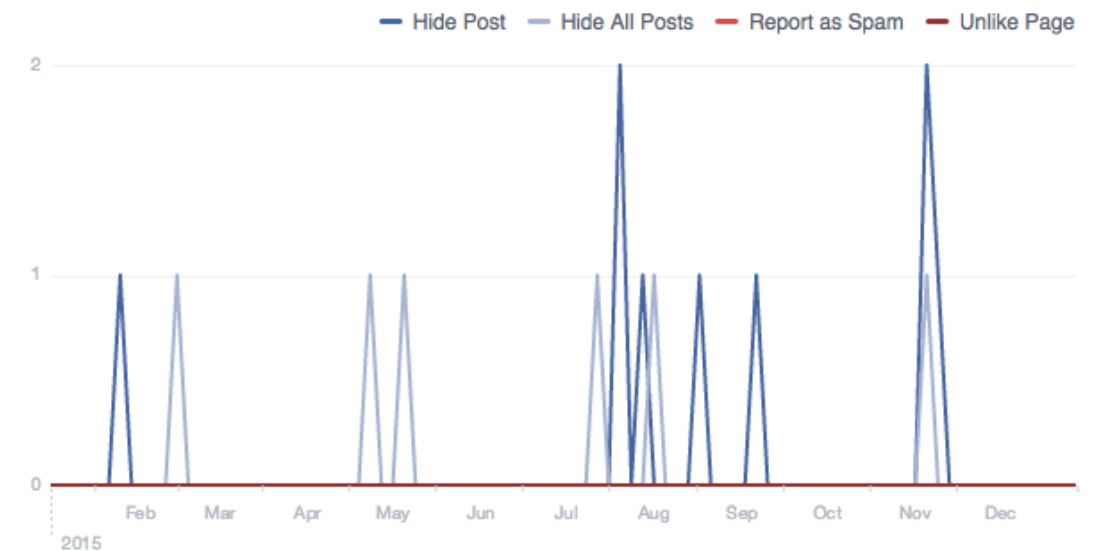 Hide Post Hide All Posts Report as Spam Unlike Page
2
1
0
Feb Mar Apr May Jun Jul Aug Sep Oct Nov Dec
2015